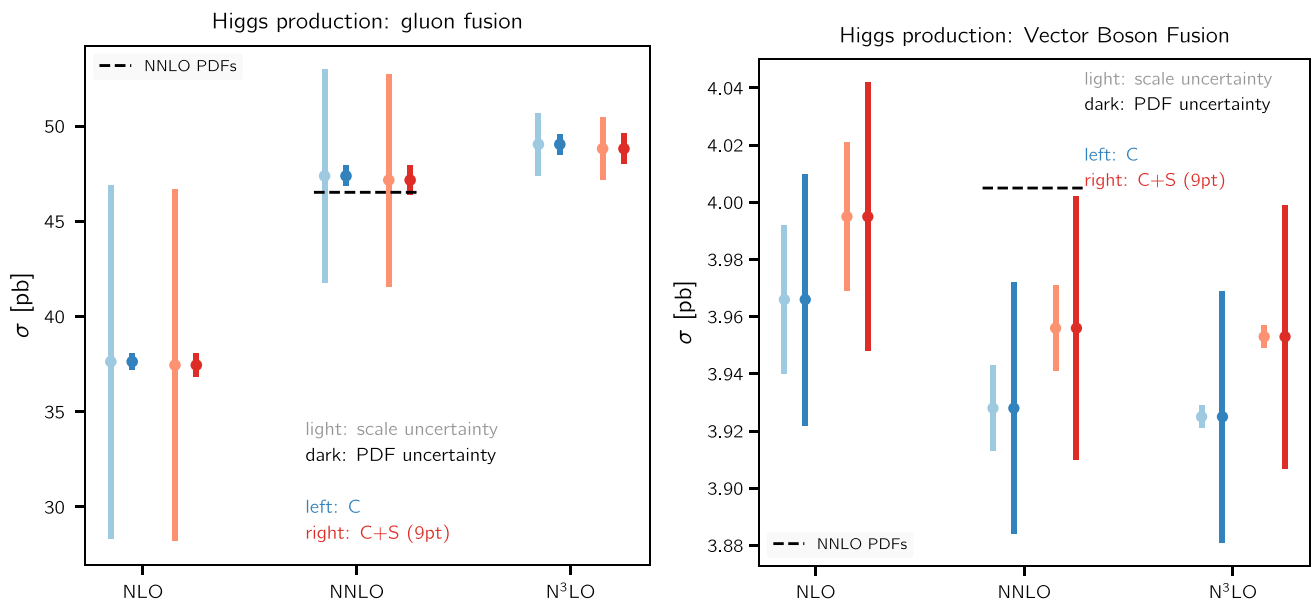 Higgs production: gluon fusion
NNLO PDFs
50
45
40
35
30
σ [pb]
light: scale uncertainty
dark: PDF uncertainty
left: C
right: C+S (9pt)
NLO
NNLO
N³LO
Higgs production: Vector Boson Fusion
light: scale uncertainty
dark: PDF uncertainty
left: C
right: C+S (9pt)
4.04
4.02
4.00
3.98
3.96
3.94
3.92
3.90
3.88
σ [pb]
NNLO PDFs
NLO
NNLO
N³LO